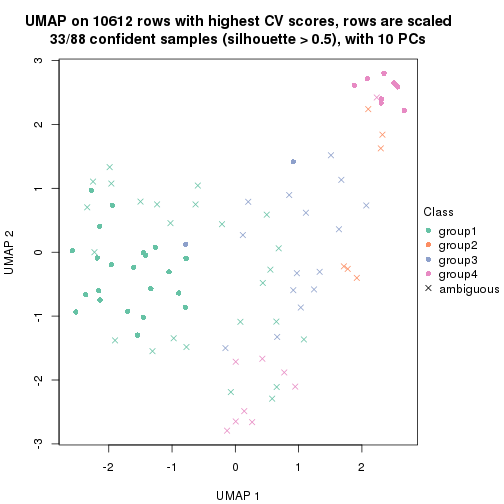 UMAP on 10612 rows with highest CV scores, rows are scaled
33/88 confident samples (silhouette > 0.5), with 10 PCs
3
2
1
0
-1
-2
-3
UMAP 2
-2
-1
0
1
2
UMAP 1
Class
group1
group2
group3
group4
ambiguous